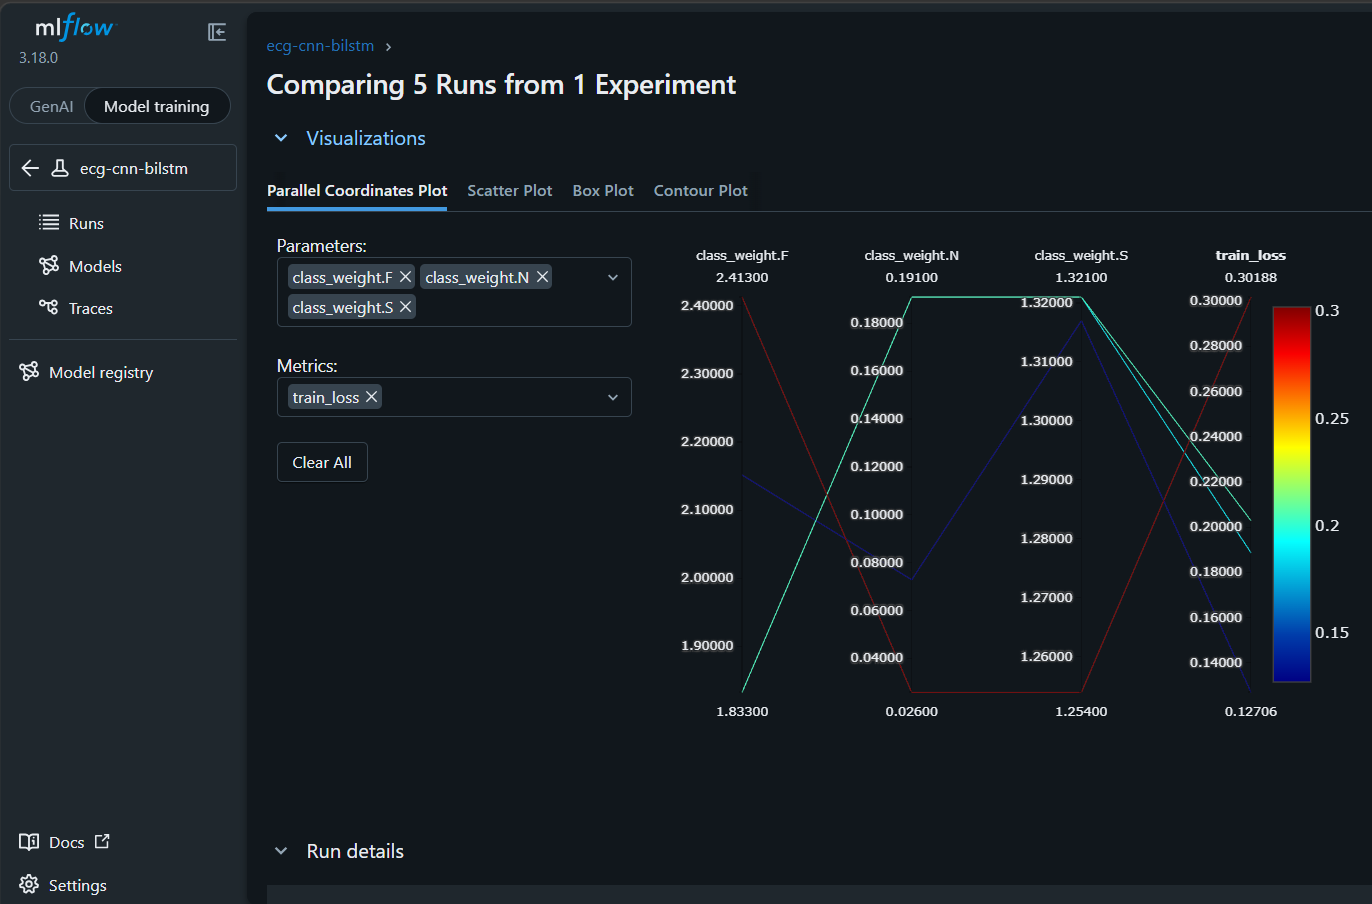 mlflow
3.18.0
GenAI
Model training
ecg-cnn-bilstm
Runs
Models
Traces
Model registry
Docs
Settings
ecg-cnn-bilstm
Comparing 5 Runs from 1 Experiment
Visualizations
Parallel Coordinates Plot
Scatter Plot
Box Plot
Contour Plot
Parameters:
class_weight.F
class_weight.N
class_weight.S
Metrics:
train_loss
Clear All
class_weight.F
2.41300
2.40000
2.30000
2.20000
2.10000
2.00000
1.90000
1.83300
class_weight.N
0.19100
0.18000
0.16000
0.14000
0.12000
0.10000
0.08000
0.06000
0.04000
0.02600
class_weight.S
1.32100
1.32000
1.31000
1.30000
1.29000
1.28000
1.27000
1.26000
1.25400
train_loss
0.30188
0.30000
0.28000
0.26000
0.24000
0.22000
0.20000
0.18000
0.16000
0.14000
0.12706
0.3
0.25
0.2
0.15
Run details